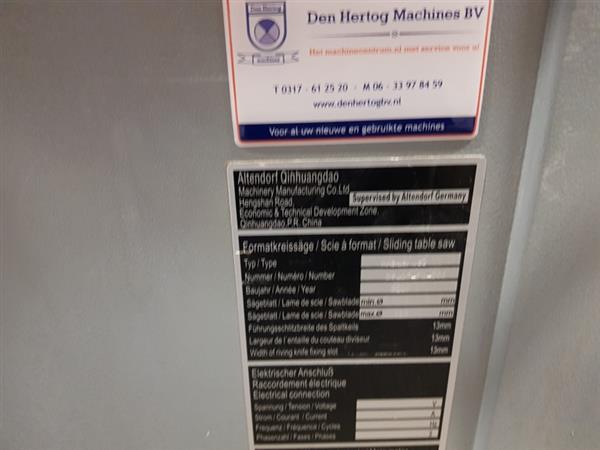 Den Hertog
machines
Den Hertog Machines BV
Het machinecentrum.nl met service voor u!
T 0317 - 61 25 20 - M 06 - 33 97 84 59
www.denhertogbv.nl
Voor al uw nieuwe en gebruikte machines
Altendorf Qinhuangdao
Machinery Manufacturing Co.Ltd
Supervised by Altendorf Germany
Hengshan Road.
Economic & Technical Development Zone.
Qinhuangdao.P.R. China
Formatkreissäge / Scie à format / Sliding table saw
Typ / Type
Nummer / Numéro / Number
Baujahr / Année / Year
Sägeblatt / Lame de scie / Sawblade min.ø mm
Sägeblatt / Lame de scie / Sawblade max.ø mm
Führungsschlitzbreite des Spaltkeils 13mm
Largeur de l'entaille du couteau diviseur 13mm
Width of riving knife fixing slot 13mm
Elektrischer Anschluß
Raccordement électrique
Electrical connection
Spannung / Tension / Voltage V
Strom / Courant / Current A
Frequenz / Fréquence / Cycles Hz
Phasenzahl / Fases / Phases